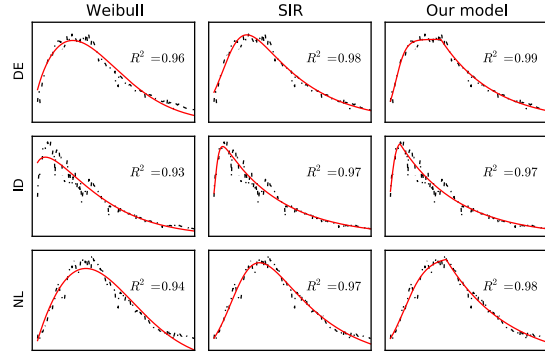 Weibull SIR Our model
DE R² =0.96 R² =0.98 R² =0.99
ID R² =0.93 R² =0.97 R² =0.97
NL R² =0.94 R² =0.97 R² =0.98